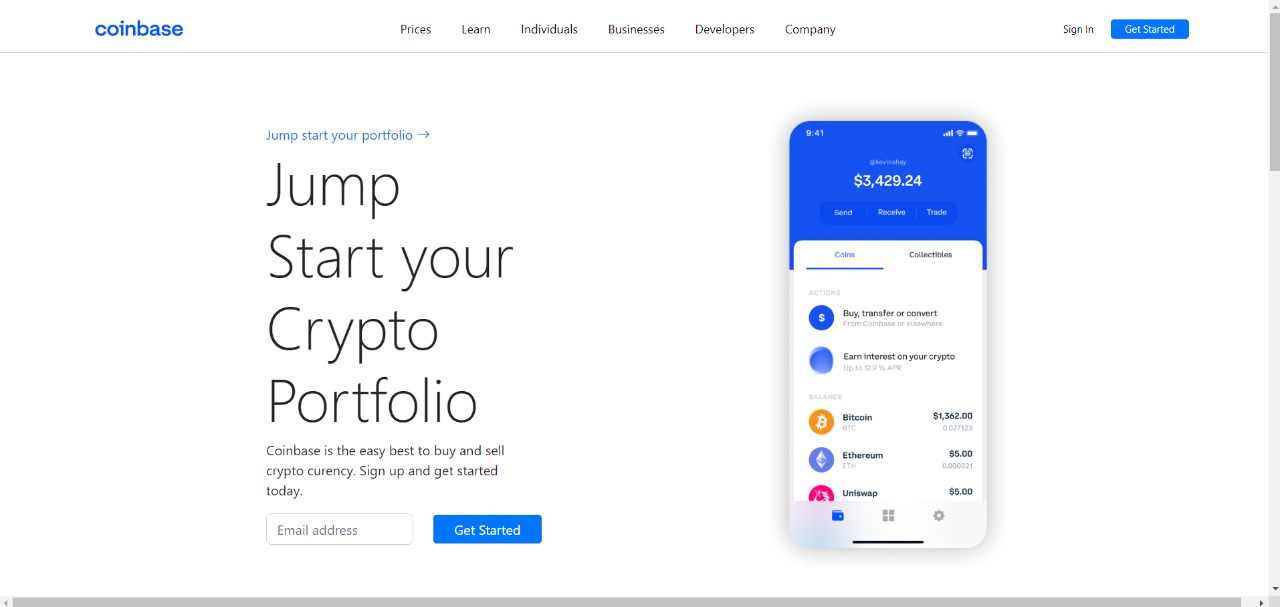 coinbase
Prices
Learn
Individuals
Businesses
Developers
Company
Sign In
Get Started
Jump start your portfolio →
Jump
Start your
Crypto
Portfolio
Coinbase is the easy best to buy and sell
crypto curency. Sign up and get started
today.
Email address
Get Started
9:41
@kevinshay
$3,429.24
Send
Receive
Trade
Coins
Collectibles
ACTIONS
$
Buy, transfer or convert
From Coinbase or elsewhere
Earn interest on your crypto
Up to 12.9 % APR
BALANCE
Bitcoin $1,362.00
BTC 0.027123
Ethereum $5.00
ETH 0.000021
Uniswap $5.00